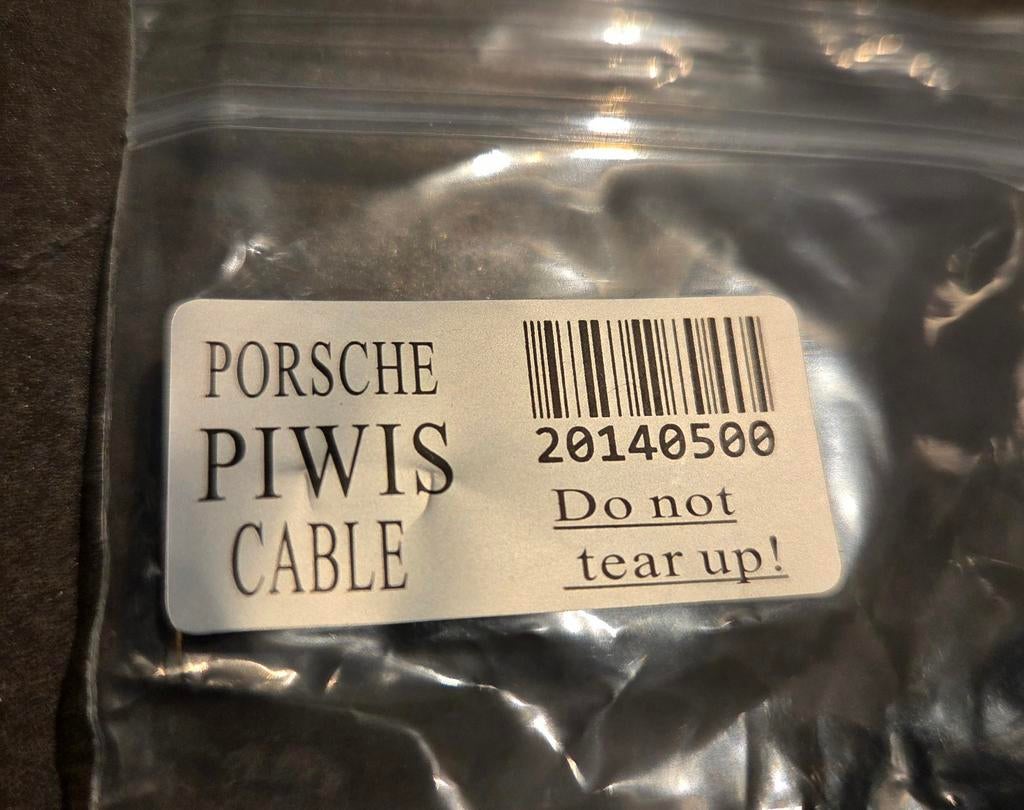 PORSCHE
PIWIS
CABLE
20140500
Do not
tear up!